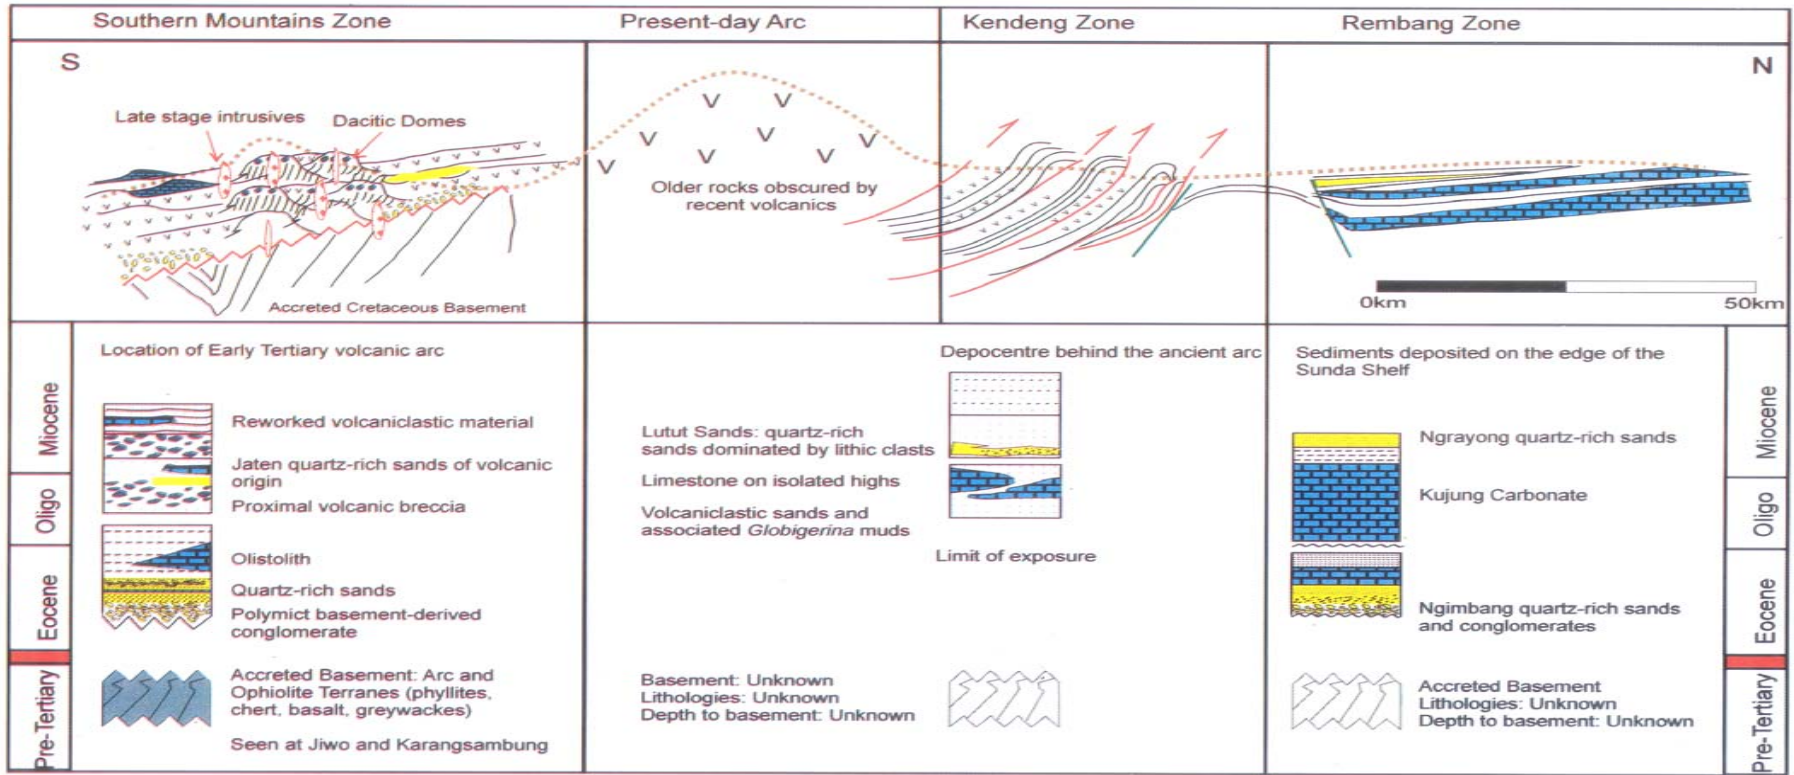 Southern Mountains Zone
Present-day Arc
Kendeng Zone
Rembang Zone
S
N
Late stage intrusives
Dacitic Domes
Older rocks obscured by
recent volcanics
Accreted Cretaceous Basement
0km
50km
Miocene
Oligo
Eocene
Pre-Tertiary
Location of Early Tertiary volcanic arc
Reworked volcaniclastic material
Jaten quartz-rich sands of volcanic
origin
Proximal volcanic breccia
Olistolith
Quartz-rich sands
Polymict basement-derived
conglomerate
Accreted Basement: Arc and
Ophiolite Terranes (phyllites,
chert, basalt, greywackes)
Seen at Jiwo and Karangsambung
Depocentre behind the ancient arc
Lutut Sands: quartz-rich
sands dominated by lithic clasts
Limestone on isolated highs
Volcaniclastic sands and
associated Globigerina muds
Limit of exposure
Basement: Unknown
Lithologies: Unknown
Depth to basement: Unknown
Sediments deposited on the edge of the
Sunda Shelf
Ngrayong quartz-rich sands
Kujung Carbonate
Ngimbang quartz-rich sands
and conglomerates
Accreted Basement
Lithologies: Unknown
Depth to basement: Unknown
Miocene
Oligo
Eocene
Pre-Tertiary